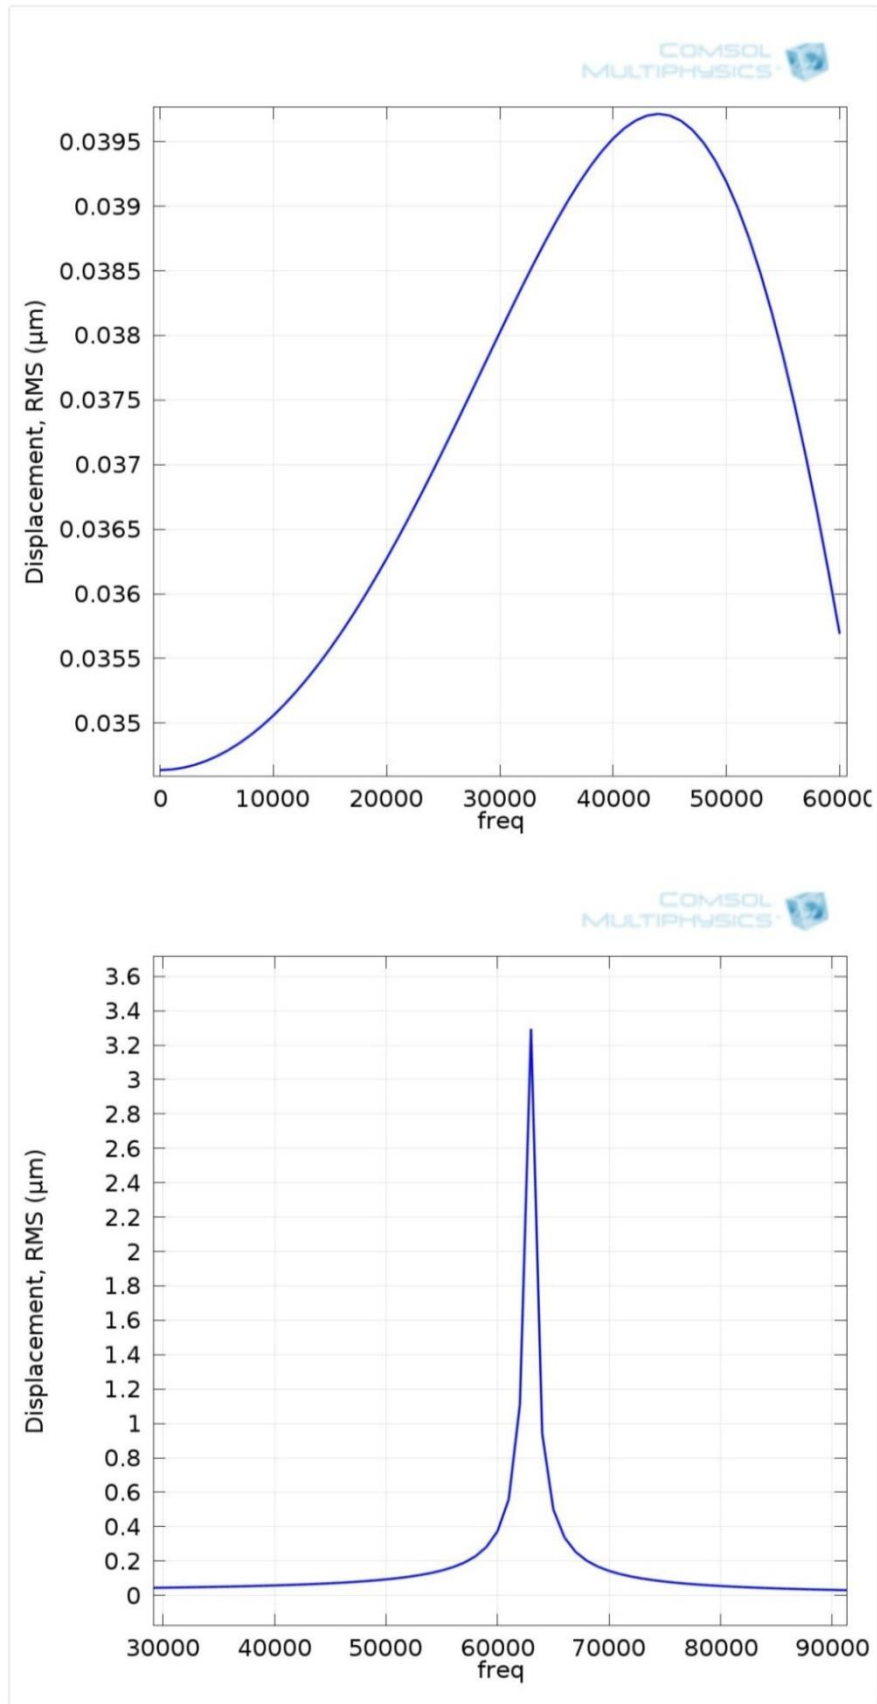 COMSOL
MULTIPHYSICS
0.0395
0.039
0.0385
0.038
0.0375
0.037
0.0365
0.036
0.0355
0.035
Displacement, RMS (μm)
0 10000 20000 30000 40000 50000 6000
freq
COMSOL
MULTIPHYSICS
3.6
3.4
3.2
3
2.8
2.6
2.4
2.2
2
1.8
1.6
1.4
1.2
1
0.8
0.6
0.4
0.2
0
Displacement, RMS (μm)
30000 40000 50000 60000 70000 80000 90000
freq